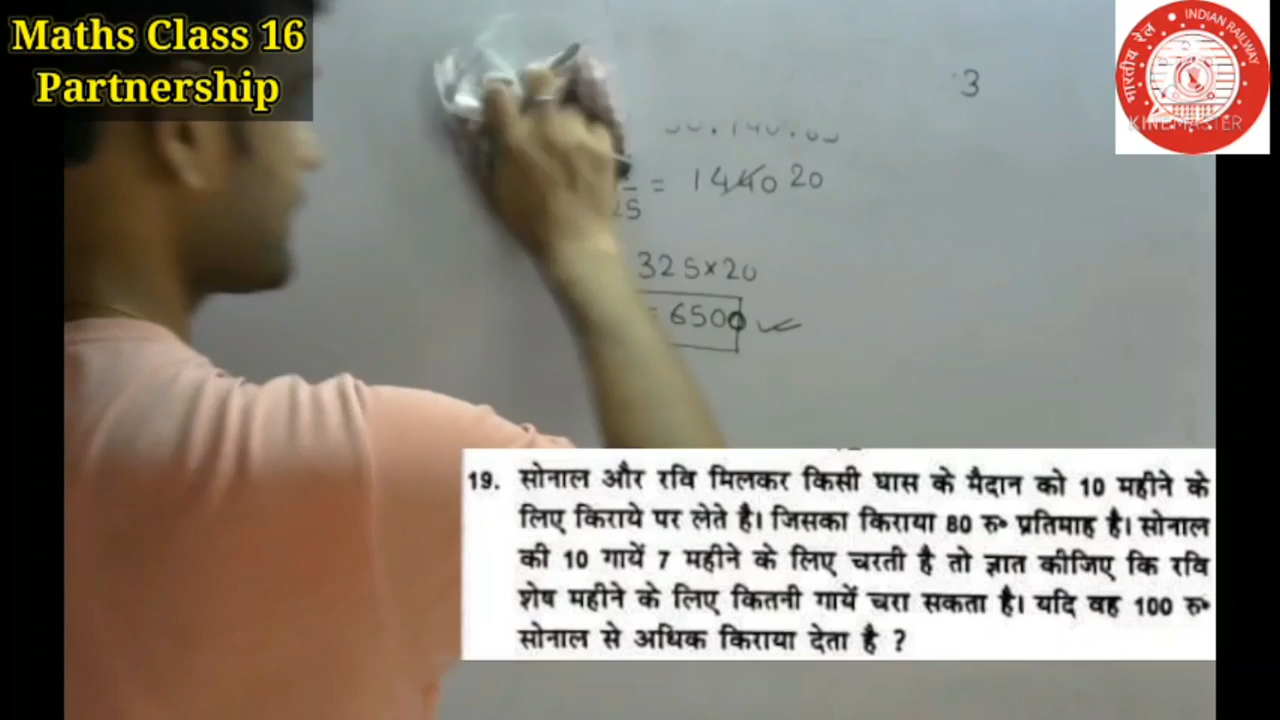 Maths Class 16
Partnership
भारतीय रेल
INDIAN RAILWAY
KINEMASTER
3
= 1440 20
25
325×20
= 6500
19. सोनाल और रवि मिलकर किसी घास के मैदान को 10 महीने के
लिए किराये पर लेते है। जिसका किराया 80 रु॰ प्रतिमाह है। सोनाल
की 10 गायें 7 महीने के लिए चरती है तो ज्ञात कीजिए कि रवि
शेष महीने के लिए कितनी गायें चरा सकता है। यदि वह 100 रु॰
सोनाल से अधिक किराया देता है ?